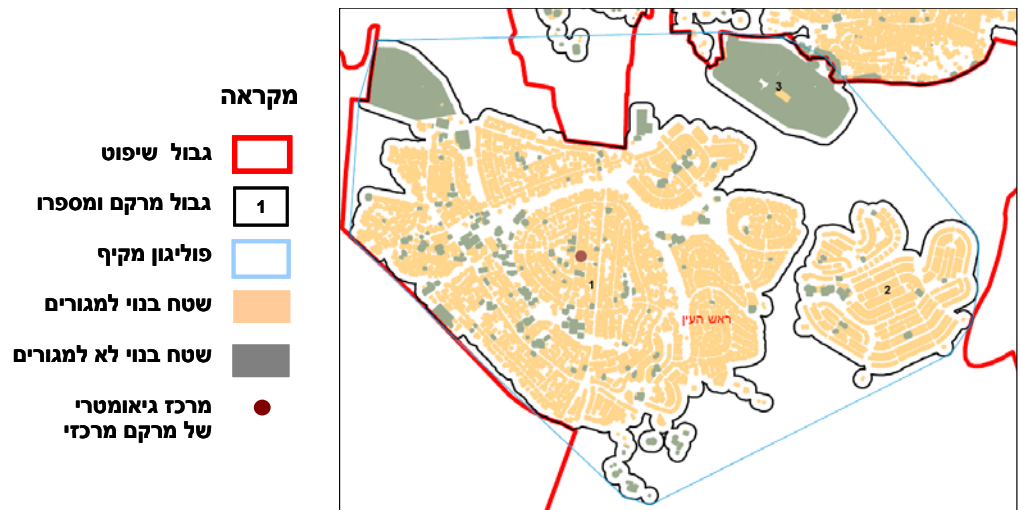 מקראה
גבול שיפוט
גבול מרקם ומספרו
1
פוליגון מקיף
שטח בנוי למגורים
שטח בנוי לא למגורים
מרכז גיאומטרי
של מרקם מרכזי
3
2
1
ראש העין